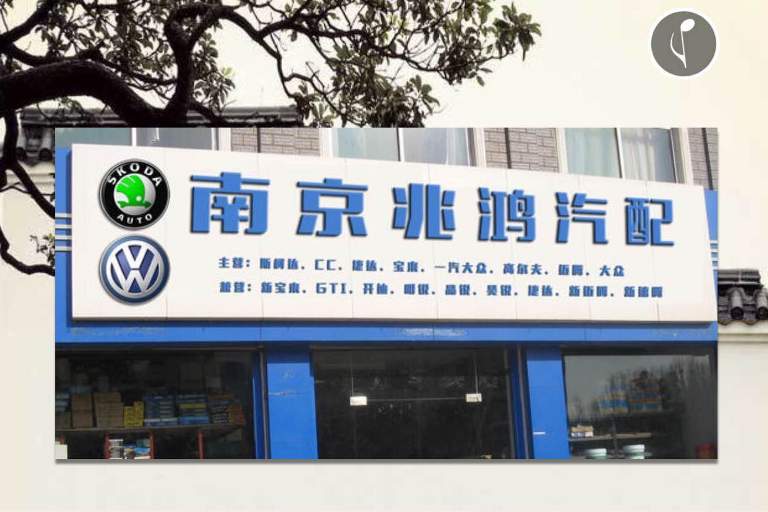 SKODA
AUTO
南京兆鸿汽配
主营：斯柯达、CC、捷达、宝来、一汽大众、高尔夫、迈腾、大众
兼营：新宝来、GTI、开迪、明锐、晶锐、昊锐、捷达、新迈腾、新速腾